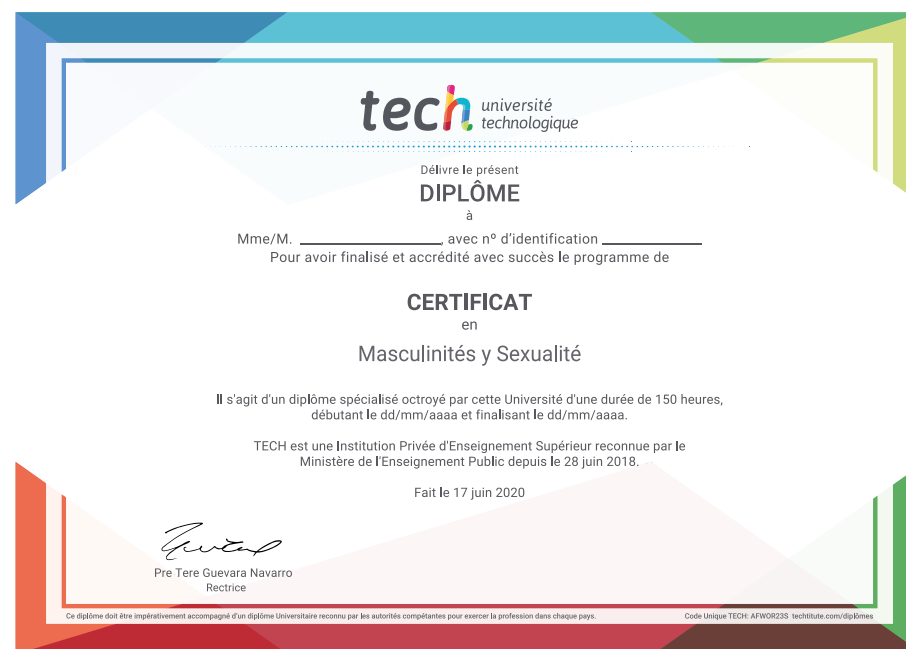 tech université
technologique
Délivre le présent
DIPLÔME
à
Mme/M. ____________________, avec nº d'identification ______________
Pour avoir finalisé et accrédité avec succès le programme de
CERTIFICAT
en
Masculinités y Sexualité
Il s'agit d'un diplôme spécialisé octroyé par cette Université d'une durée de 150 heures,
débutant le dd/mm/aaaa et finalisant le dd/mm/aaaa.
TECH est une Institution Privée d'Enseignement Supérieur reconnue par le
Ministère de l'Enseignement Public depuis le 28 juin 2018.
Fait le 17 juin 2020
Pre Tere Guevara Navarro
Rectrice
Ce diplôme doit être impérativement accompagné d'un diplôme Universitaire reconnu par les autorités compétantes pour exercer la profession dans chaque pays.
Code Unique TECH: AFWOR23S techtitute.com/diplômes